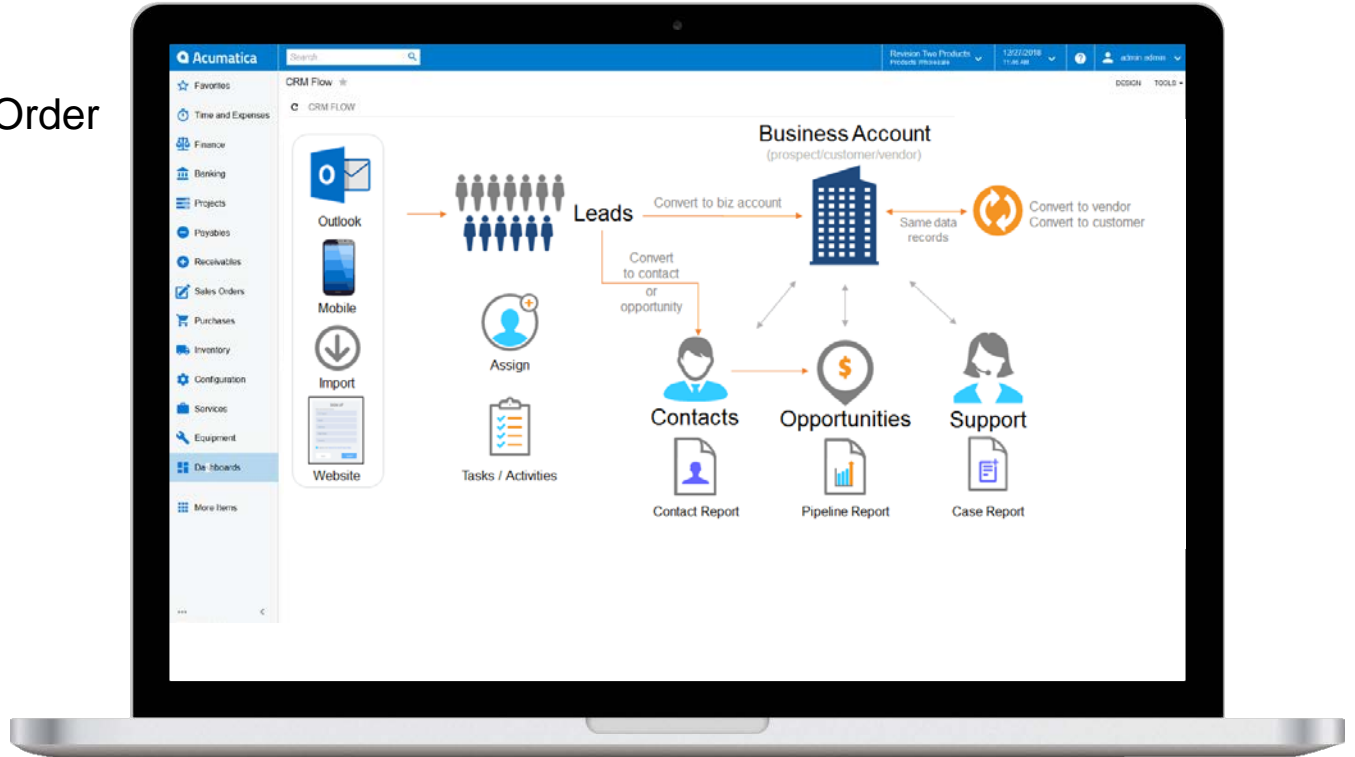 Order
Acumatica
Search
Revision Two Products
Products Wholesale
12/27/2018
11:46 AM
?
admin admin
Favorites
CRM Flow
DESIGN
TOOLS
CRM FLOW
Time and Expenses
Finance
Banking
Projects
Payables
Receivables
Sales Orders
Purchases
Inventory
Configuration
Services
Equipment
Dashboards
More Items
Outlook
Mobile
Import
Website
Leads
Assign
Tasks / Activities
Convert to biz account
Convert
to contact
or
opportunity
Business Account
(prospect/customer/vendor)
Same data
records
Convert to vendor
Convert to customer
Contacts
Opportunities
Support
Contact Report
Pipeline Report
Case Report